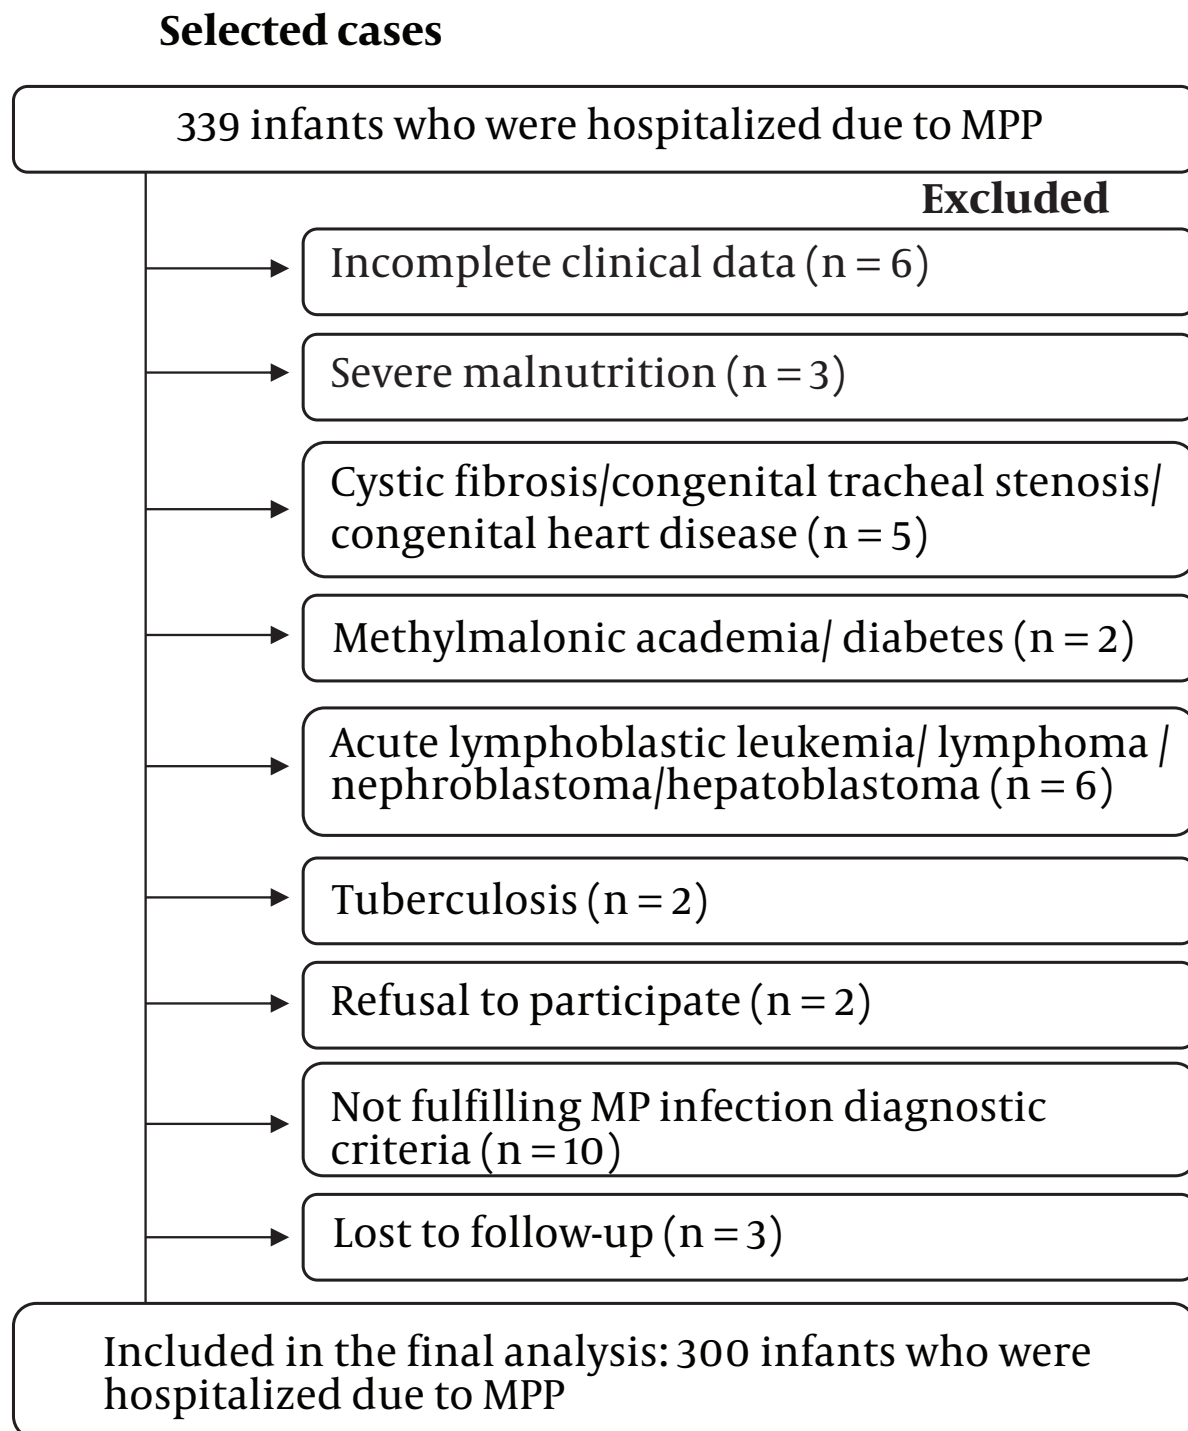 Selected cases
339 infants who were hospitalized due to MPP
Excluded
Incomplete clinical data (n = 6)
Severe malnutrition (n = 3)
Cystic fibrosis/congenital tracheal stenosis/
congenital heart disease (n = 5)
Methylmalonic academia/ diabetes (n = 2)
Acute lymphoblastic leukemia/ lymphoma /
nephroblastoma/hepatoblastoma (n = 6)
Tuberculosis (n = 2)
Refusal to participate (n = 2)
Not fulfilling MP infection diagnostic
criteria (n = 10)
Lost to follow-up (n = 3)
Included in the final analysis: 300 infants who were
hospitalized due to MPP